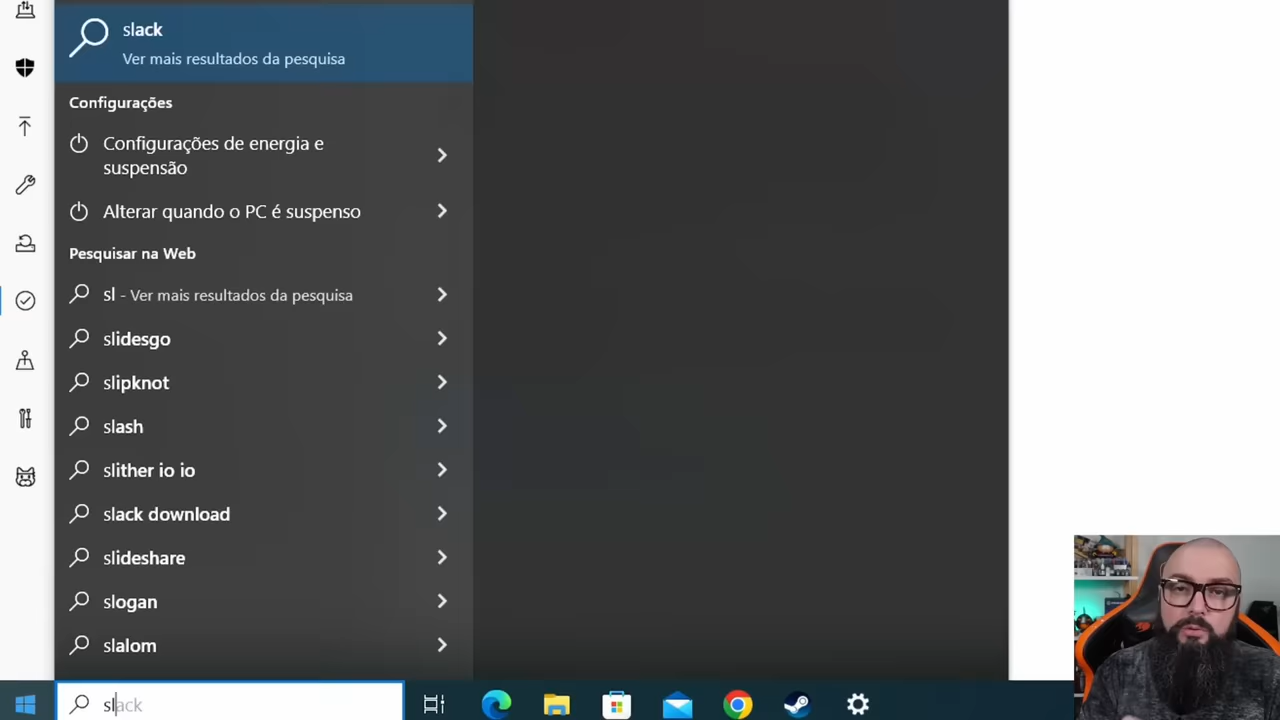 slack
Ver mais resultados da pesquisa
Configurações
Configurações de energia e
suspensão
Alterar quando o PC é suspenso
Pesquisar na Web
sl - Ver mais resultados da pesquisa
slidesgo
slipknot
slash
slither io io
slack download
slideshare
slogan
slalom
slack